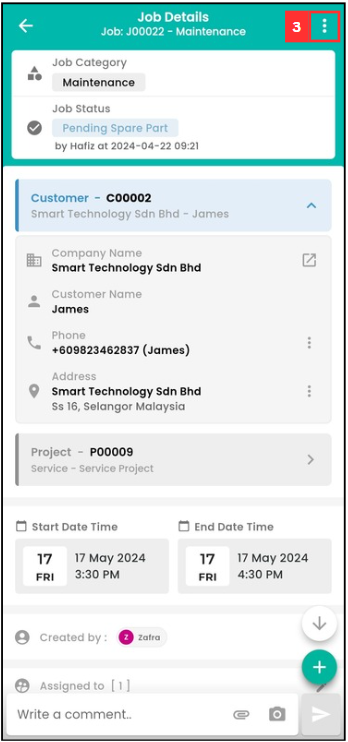 Job Details
Job: J00022 - Maintenance
3
Job Category
Maintenance
Job Status
Pending Spare Part
by Hafiz at 2024-04-22 09:21
Customer - C00002
Smart Technology Sdn Bhd - James
Company Name
Smart Technology Sdn Bhd
Customer Name
James
Phone
+609823462837 (James)
Address
Smart Technology Sdn Bhd
Ss 16, Selangor Malaysia
Project - P00009
Service - Service Project
Start Date Time
End Date Time
17 17 May 2024
FRI 3:30 PM
17 17 May 2024
FRI 4:30 PM
Created by : Z Zafra
Assigned to [ 1 ]
Write a comment..